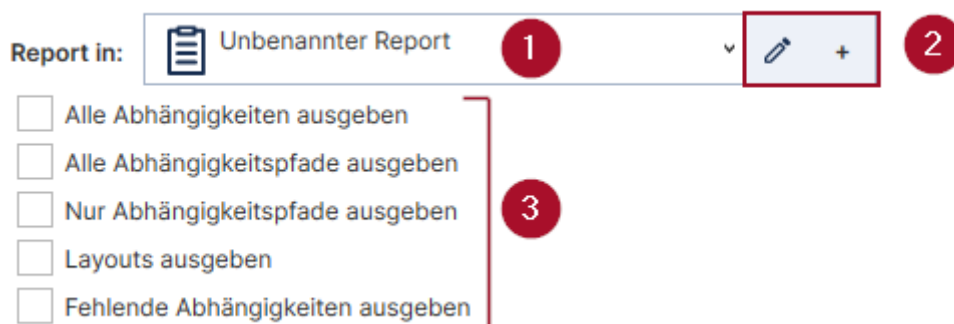 Report in: Unbenannter Report 1 + 2
Alle Abhängigkeiten ausgeben
Alle Abhängigkeitspfade ausgeben
Nur Abhängigkeitspfade ausgeben 3
Layouts ausgeben
Fehlende Abhängigkeiten ausgeben